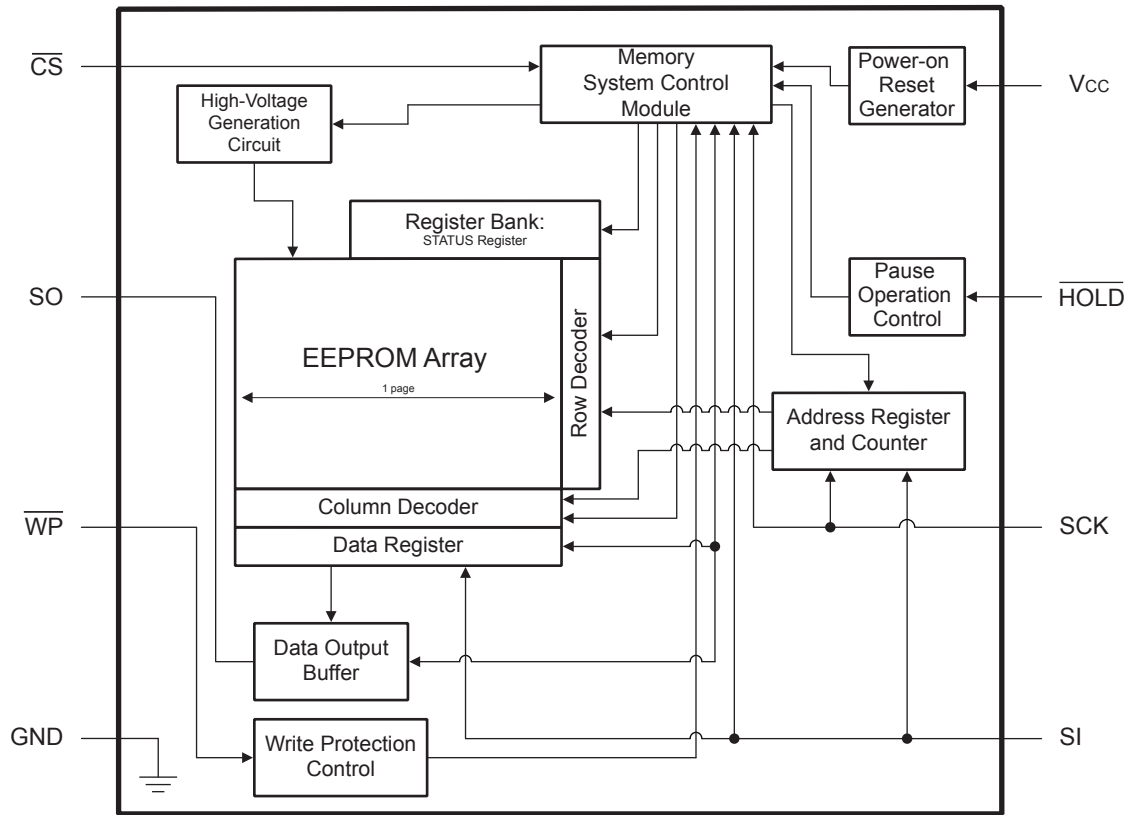 CS
Memory
System Control
Module
Power-on
Reset
Generator
VCC
High-Voltage
Generation
Circuit
Register Bank:
STATUS Register
SO
EEPROM Array
1 page
Row Decoder
Pause
Operation
Control
HOLD
Address Register
and Counter
Column Decoder
WP
Data Register
SCK
Data Output
Buffer
GND
Write Protection
Control
SI